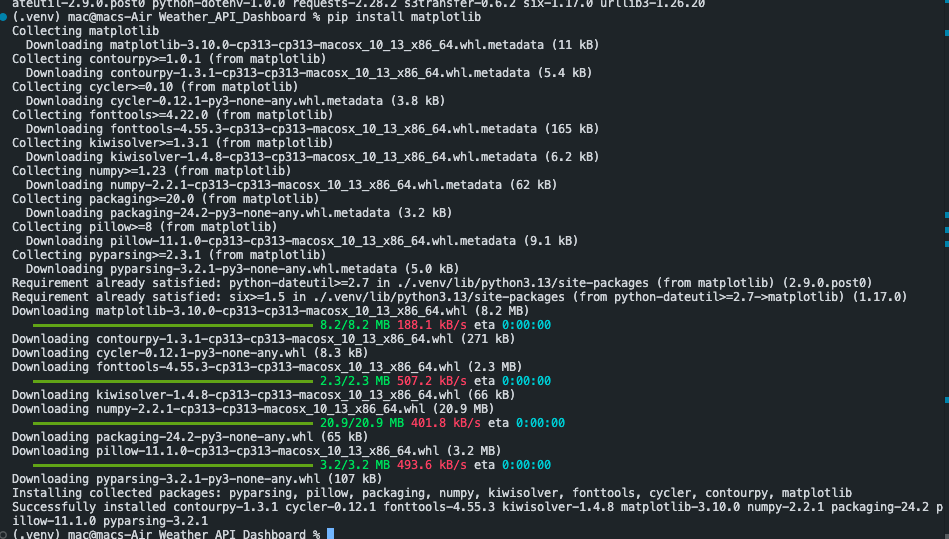 ateutil-2.9.0.post0 python-dotenv-1.0.0 requests-2.28.2 s3transfer-0.6.2 six-1.17.0 urllib3-1.26.20
(.venv) mac@macs-Air Weather_API_Dashboard % pip install matplotlib
Collecting matplotlib
  Downloading matplotlib-3.10.0-cp313-cp313-macosx_10_13_x86_64.whl.metadata (11 kB)
Collecting contourpy>=1.0.1 (from matplotlib)
  Downloading contourpy-1.3.1-cp313-cp313-macosx_10_13_x86_64.whl.metadata (5.4 kB)
Collecting cycler>=0.10 (from matplotlib)
  Downloading cycler-0.12.1-py3-none-any.whl.metadata (3.8 kB)
Collecting fonttools>=4.22.0 (from matplotlib)
  Downloading fonttools-4.55.3-cp313-cp313-macosx_10_13_x86_64.whl.metadata (165 kB)
Collecting kiwisolver>=1.3.1 (from matplotlib)
  Downloading kiwisolver-1.4.8-cp313-cp313-macosx_10_13_x86_64.whl.metadata (6.2 kB)
Collecting numpy>=1.23 (from matplotlib)
  Downloading numpy-2.2.1-cp313-cp313-macosx_10_13_x86_64.whl.metadata (62 kB)
Collecting packaging>=20.0 (from matplotlib)
  Downloading packaging-24.2-py3-none-any.whl.metadata (3.2 kB)
Collecting pillow>=8 (from matplotlib)
  Downloading pillow-11.1.0-cp313-cp313-macosx_10_13_x86_64.whl.metadata (9.1 kB)
Collecting pyparsing>=2.3.1 (from matplotlib)
  Downloading pyparsing-3.2.1-py3-none-any.whl.metadata (5.0 kB)
Requirement already satisfied: python-dateutil>=2.7 in ./.venv/lib/python3.13/site-packages (from matplotlib) (2.9.0.post0)
Requirement already satisfied: six>=1.5 in ./.venv/lib/python3.13/site-packages (from python-dateutil>=2.7->matplotlib) (1.17.0)
Downloading matplotlib-3.10.0-cp313-cp313-macosx_10_13_x86_64.whl (8.2 MB)
8.2/8.2 MB 188.1 kB/s eta 0:00:00
Downloading contourpy-1.3.1-cp313-cp313-macosx_10_13_x86_64.whl (271 kB)
Downloading cycler-0.12.1-py3-none-any.whl (8.3 kB)
Downloading fonttools-4.55.3-cp313-cp313-macosx_10_13_x86_64.whl (2.3 MB)
2.3/2.3 MB 507.2 kB/s eta 0:00:00
Downloading kiwisolver-1.4.8-cp313-cp313-macosx_10_13_x86_64.whl (66 kB)
Downloading numpy-2.2.1-cp313-cp313-macosx_10_13_x86_64.whl (20.9 MB)
20.9/20.9 MB 401.8 kB/s eta 0:00:00
Downloading packaging-24.2-py3-none-any.whl (65 kB)
Downloading pillow-11.1.0-cp313-cp313-macosx_10_13_x86_64.whl (3.2 MB)
3.2/3.2 MB 493.6 kB/s eta 0:00:00
Downloading pyparsing-3.2.1-py3-none-any.whl (107 kB)
Installing collected packages: pyparsing, pillow, packaging, numpy, kiwisolver, fonttools, cycler, contourpy, matplotlib
Successfully installed contourpy-1.3.1 cycler-0.12.1 fonttools-4.55.3 kiwisolver-1.4.8 matplotlib-3.10.0 numpy-2.2.1 packaging-24.2 p
illow-11.1.0 pyparsing-3.2.1
(.venv) mac@macs-Air Weather_API_Dashboard %